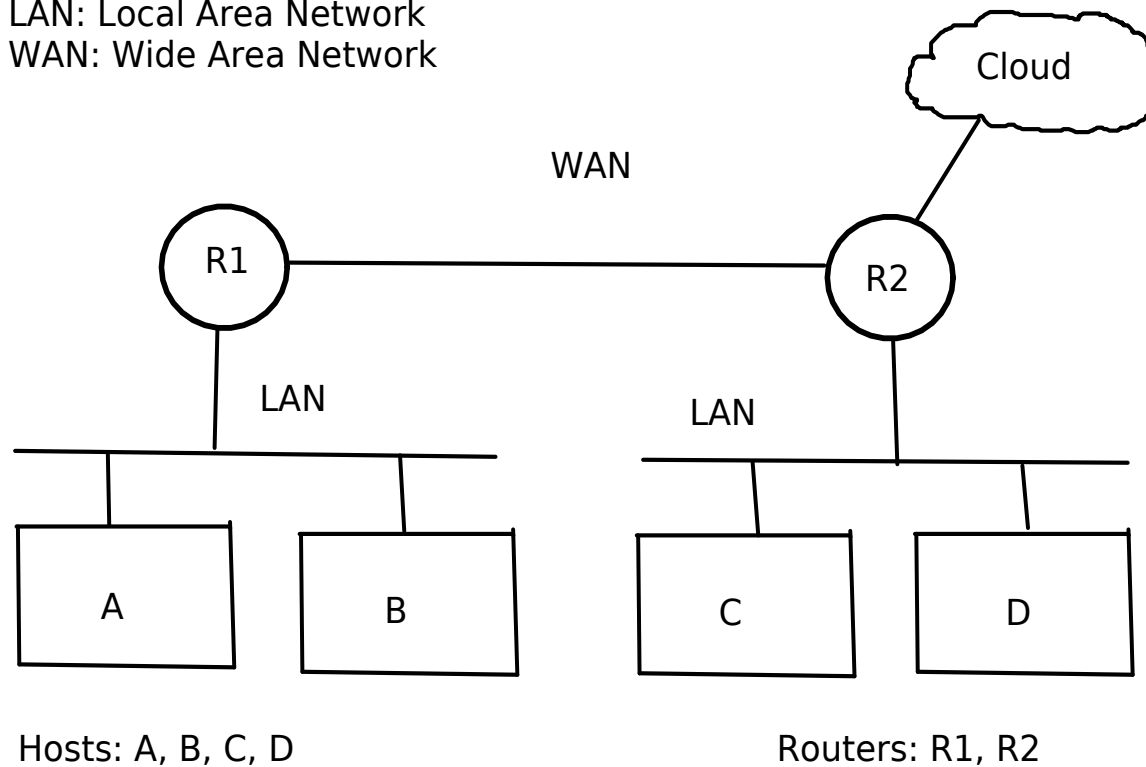 LAN: Local Area Network
WAN: Wide Area Network
Cloud
WAN
R1
R2
LAN
LAN
A
B
C
D
Hosts: A, B, C, D
Routers: R1, R2